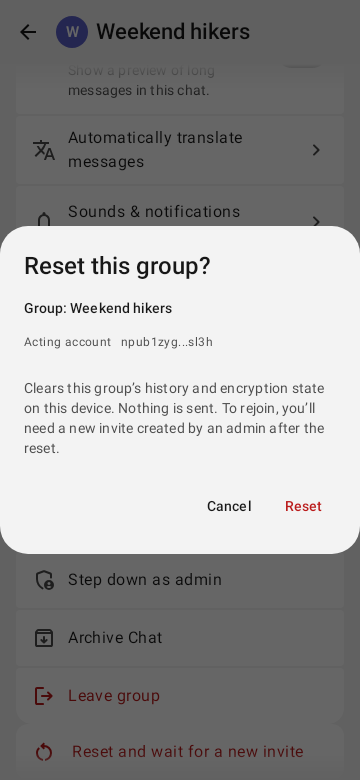 W Weekend hikers
Show a preview of long
messages in this chat.
Automatically translate
messages
Sounds & notifications
Reset this group?
Group: Weekend hikers
Acting account npub1zyg...sl3h
Clears this group’s history and encryption state
on this device. Nothing is sent. To rejoin, you’ll
need a new invite created by an admin after the
reset.
Cancel Reset
Step down as admin
Archive Chat
Leave group
Reset and wait for a new invite